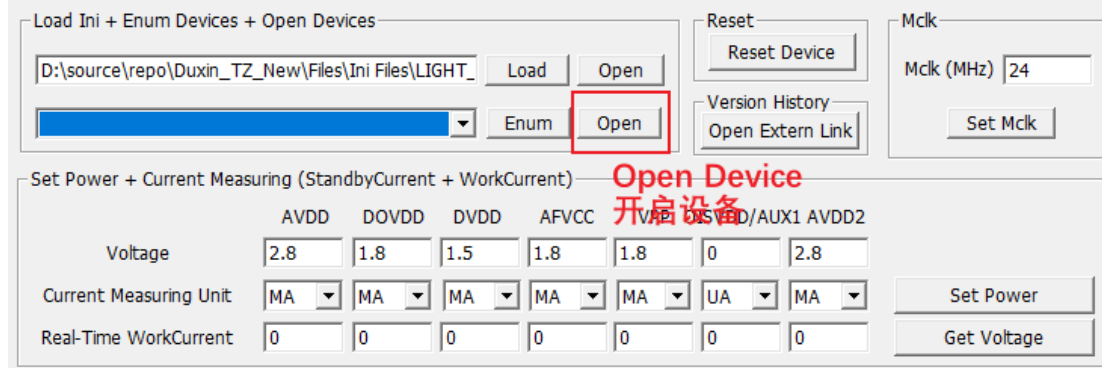 Load Ini + Enum Devices + Open Devices
D:\source\repo\Duxin_TZ_New\Files\Ini Files\LIGHT_
Load
Open
Enum
Open
Reset
Reset Device
Version History
Open Extern Link
Mclk
Mclk (MHz)
24
Set Mclk
Open Device
开启设备
Set Power + Current Measuring (StandbyCurrent + WorkCurrent)
AVDD DOVDD DVDD AFVCC VPP /AUX1 AVDD2
Voltage 2.8 1.8 1.5 1.8 1.8 0 2.8
Current Measuring Unit MA MA MA MA MA UA MA
Set Power
Real-Time WorkCurrent 0 0 0 0 0 0 0
Get Voltage